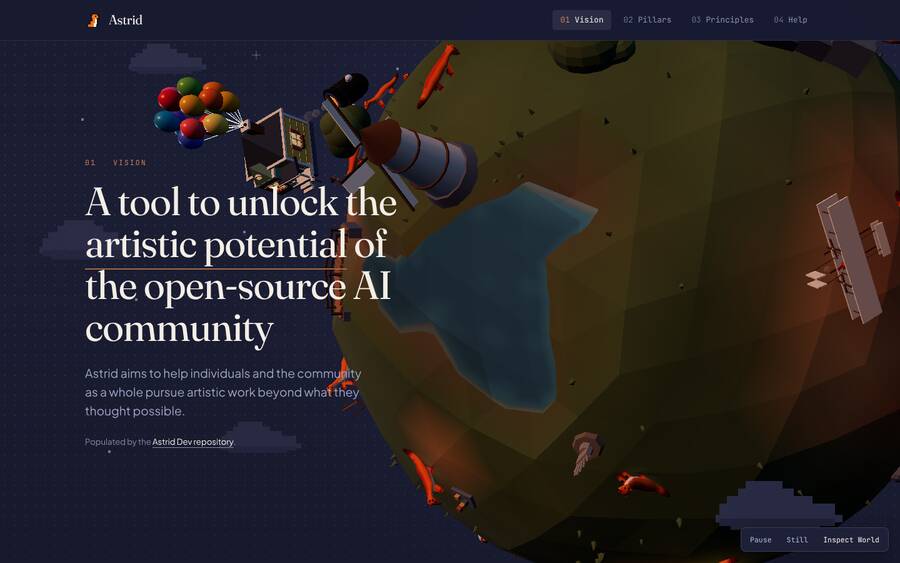 Astrid
01 Vision
02 Pillars
03 Principles
04 Help
01 VISION
A tool to unlock the
artistic potential of
the open-source AI
community
Astrid aims to help individuals and the community
as a whole pursue artistic work beyond what they
thought possible.
Populated by the Astrid Dev repository.
Pause Still Inspect World